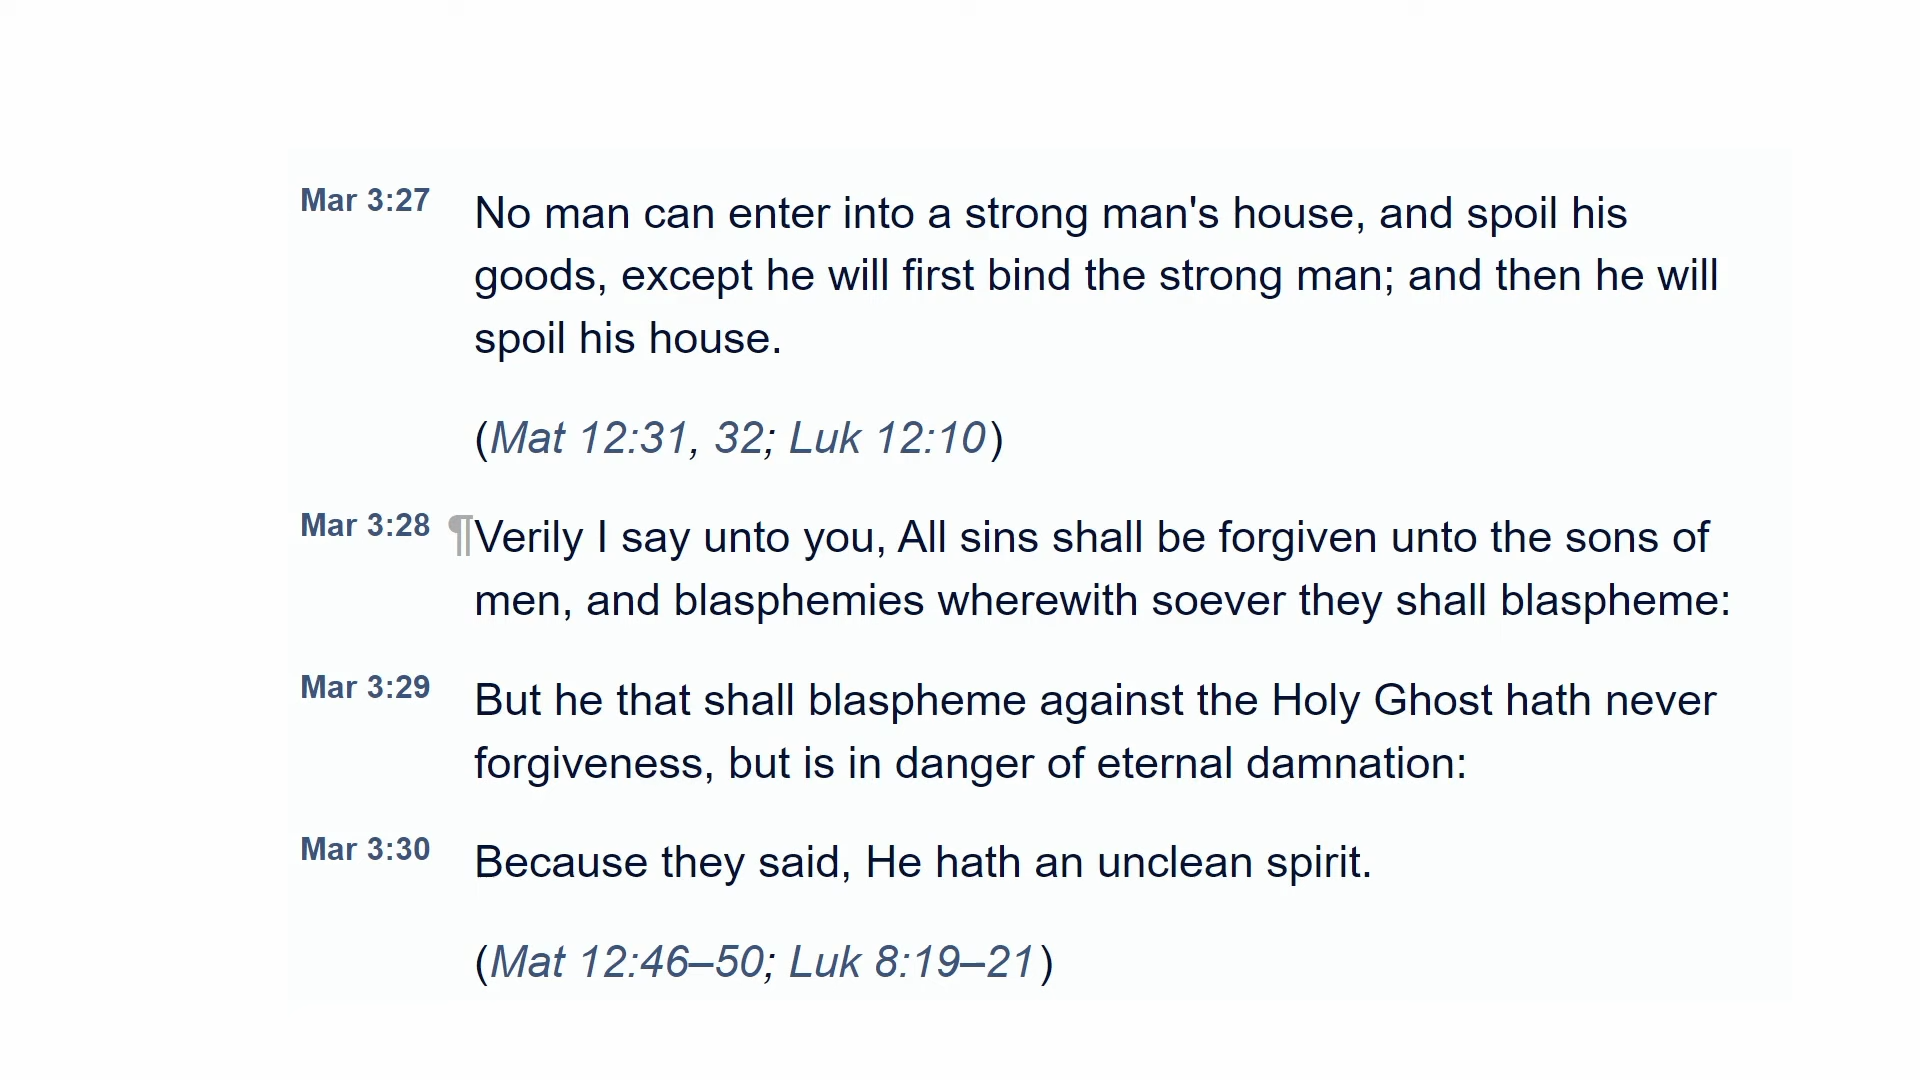 Mar 3:27 No man can enter into a strong man's house, and spoil his
goods, except he will first bind the strong man; and then he will
spoil his house.
(Mat 12:31, 32; Luk 12:10)
Mar 3:28 ¶Verily I say unto you, All sins shall be forgiven unto the sons of
men, and blasphemies wherewith soever they shall blaspheme:
Mar 3:29 But he that shall blaspheme against the Holy Ghost hath never
forgiveness, but is in danger of eternal damnation:
Mar 3:30 Because they said, He hath an unclean spirit.
(Mat 12:46–50; Luk 8:19–21)